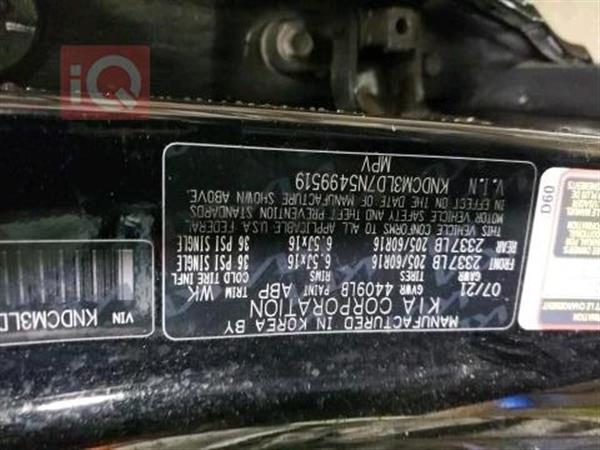 iQ
MANUFACTURED IN KOREA BY
KIA CORPORATION
07/21 GVWR 4409LB PAINT ABP TRIM WK
GAWR TIRES RIMS COLD TIRE INFL
FRONT 2337LB 205/60R16 6.5JX16 36 PSI SINGLE
REAR 2337LB 205/60R16 6.5JX16 36 PSI SINGLE
THIS VEHICLE CONFORMS TO ALL APPLICABLE USA FEDERAL
MOTOR VEHICLE SAFETY AND THEFT PREVENTION STANDARDS
IN EFFECT ON THE DATE OF MANUFACTURE SHOWN ABOVE.
V.I.N KNDCM3LD7N5499519
MPV
VIN KNDCM3LD
D60